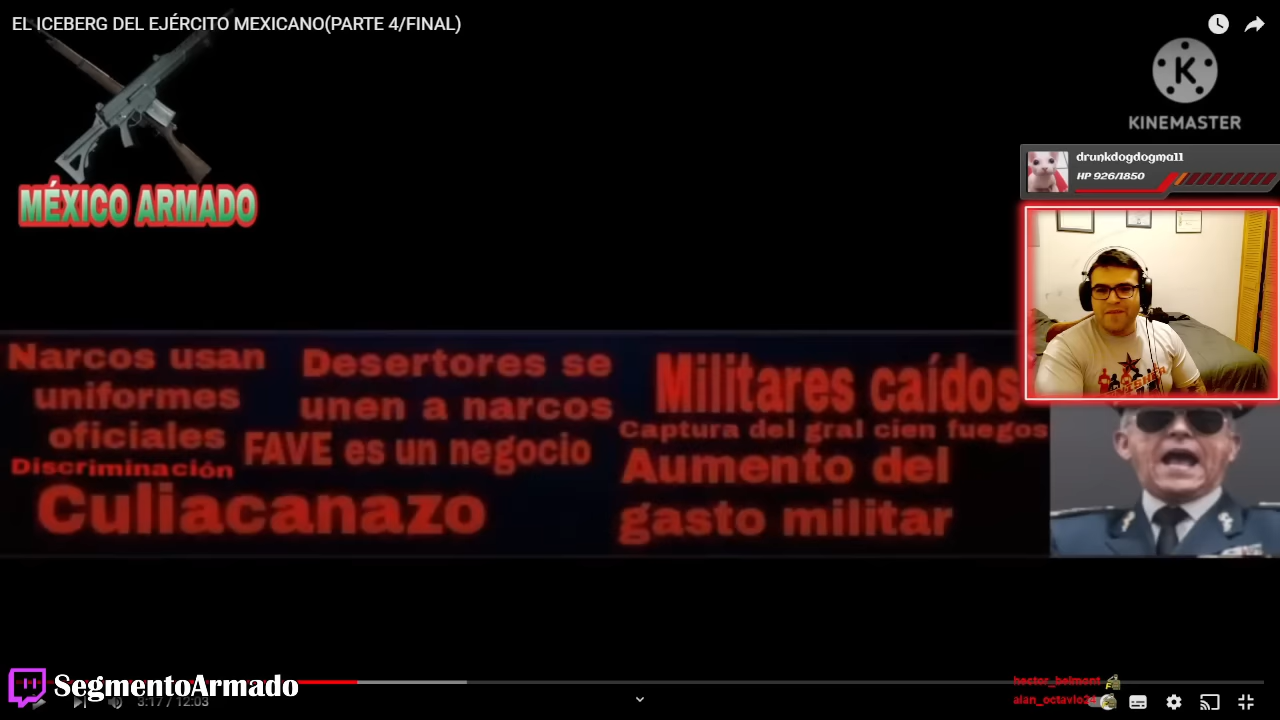 EL ICEBERG DEL EJÉRCITO MEXICANO(PARTE 4/FINAL)
KINEMASTER
MÉXICO ARMADO
drunkdogdogma11
HP 926/1850
Narcos usan
uniformes
oficiales
Discriminación
Culiacanazo
Desertores se
unen a narcos
FAVE es un negocio
Militares caídos
Captura del gral cien fuegos
Aumento del
gasto militar
SegmentoArmado
3:17 / 12:03
hector_belmont